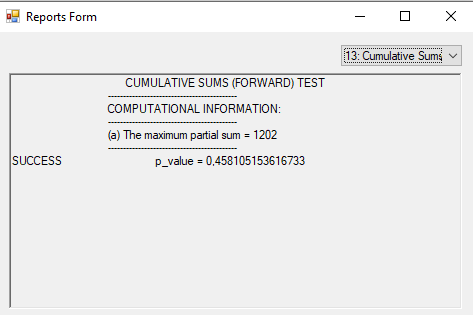 Reports Form
13: Cumulative Sums
CUMULATIVE SUMS (FORWARD) TEST
-------------------------------------------
COMPUTATIONAL INFORMATION:
-------------------------------------------
(a) The maximum partial sum = 1202
-------------------------------------------
SUCCESS p_value = 0,458105153616733